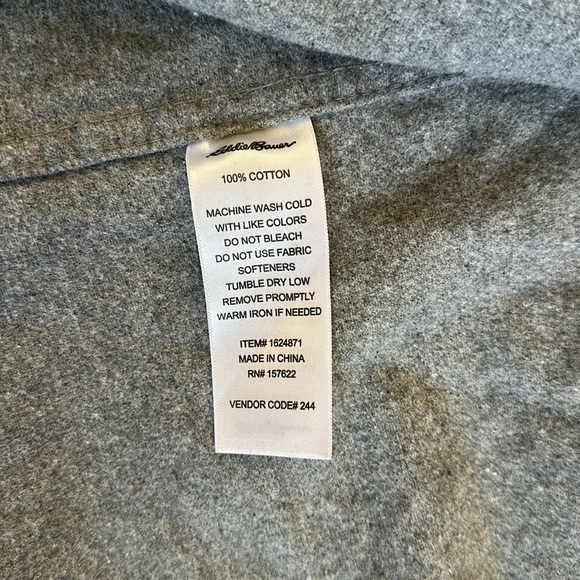 Eddie Bauer
100% COTTON
MACHINE WASH COLD
WITH LIKE COLORS
DO NOT BLEACH
DO NOT USE FABRIC
SOFTENERS
TUMBLE DRY LOW
REMOVE PROMPTLY
WARM IRON IF NEEDED
ITEM# 1624871
MADE IN CHINA
RN# 157622
VENDOR CODE# 244